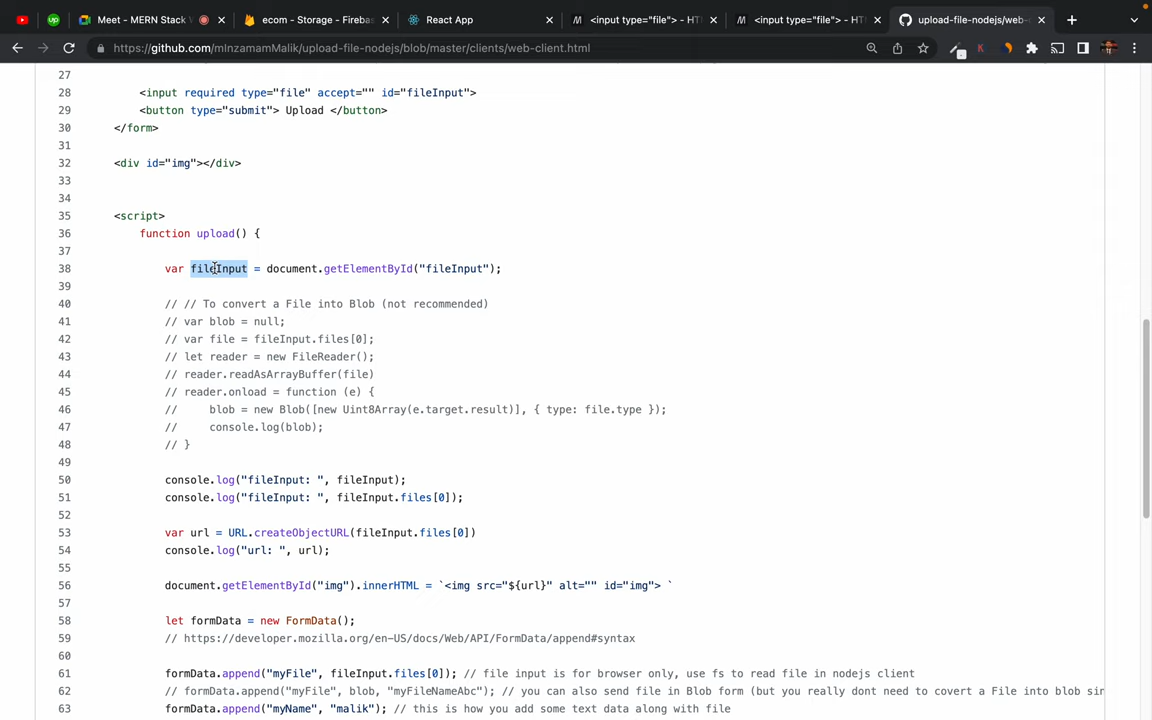 Meet - MERN Stack
ecom - Storage - Firebas
React App
<input type="file"> - HT
<input type="file"> - HT
upload-file-nodejs/web-
https://github.com/mInzamamMalik/upload-file-nodejs/blob/master/clients/web-client.html
27
28 <input required type="file" accept="" id="fileInput">
29 <button type="submit"> Upload </button>
30 </form>
31
32 <div id="img"></div>
33
34
35 <script>
36 function upload() {
37
38 var fileInput = document.getElementById("fileInput");
39
40 // // To convert a File into Blob (not recommended)
41 // var blob = null;
42 // var file = fileInput.files[0];
43 // let reader = new FileReader();
44 // reader.readAsArrayBuffer(file)
45 // reader.onload = function (e) {
46 //     blob = new Blob([new Uint8Array(e.target.result)], { type: file.type });
47 //     console.log(blob);
48 // }
49
50 console.log("fileInput: ", fileInput);
51 console.log("fileInput: ", fileInput.files[0]);
52
53 var url = URL.createObjectURL(fileInput.files[0])
54 console.log("url: ", url);
55
56 document.getElementById("img").innerHTML = `<img src="${url}" alt="" id="img"> `
57
58 let formData = new FormData();
59 // https://developer.mozilla.org/en-US/docs/Web/API/FormData/append#syntax
60
61 formData.append("myFile", fileInput.files[0]); // file input is for browser only, use fs to read file in nodejs client
62 // formData.append("myFile", blob, "myFileNameAbc"); // you can also send file in Blob form (but you really dont need to covert a File into blob sin
63 formData.append("myName", "malik"); // this is how you add some text data along with file